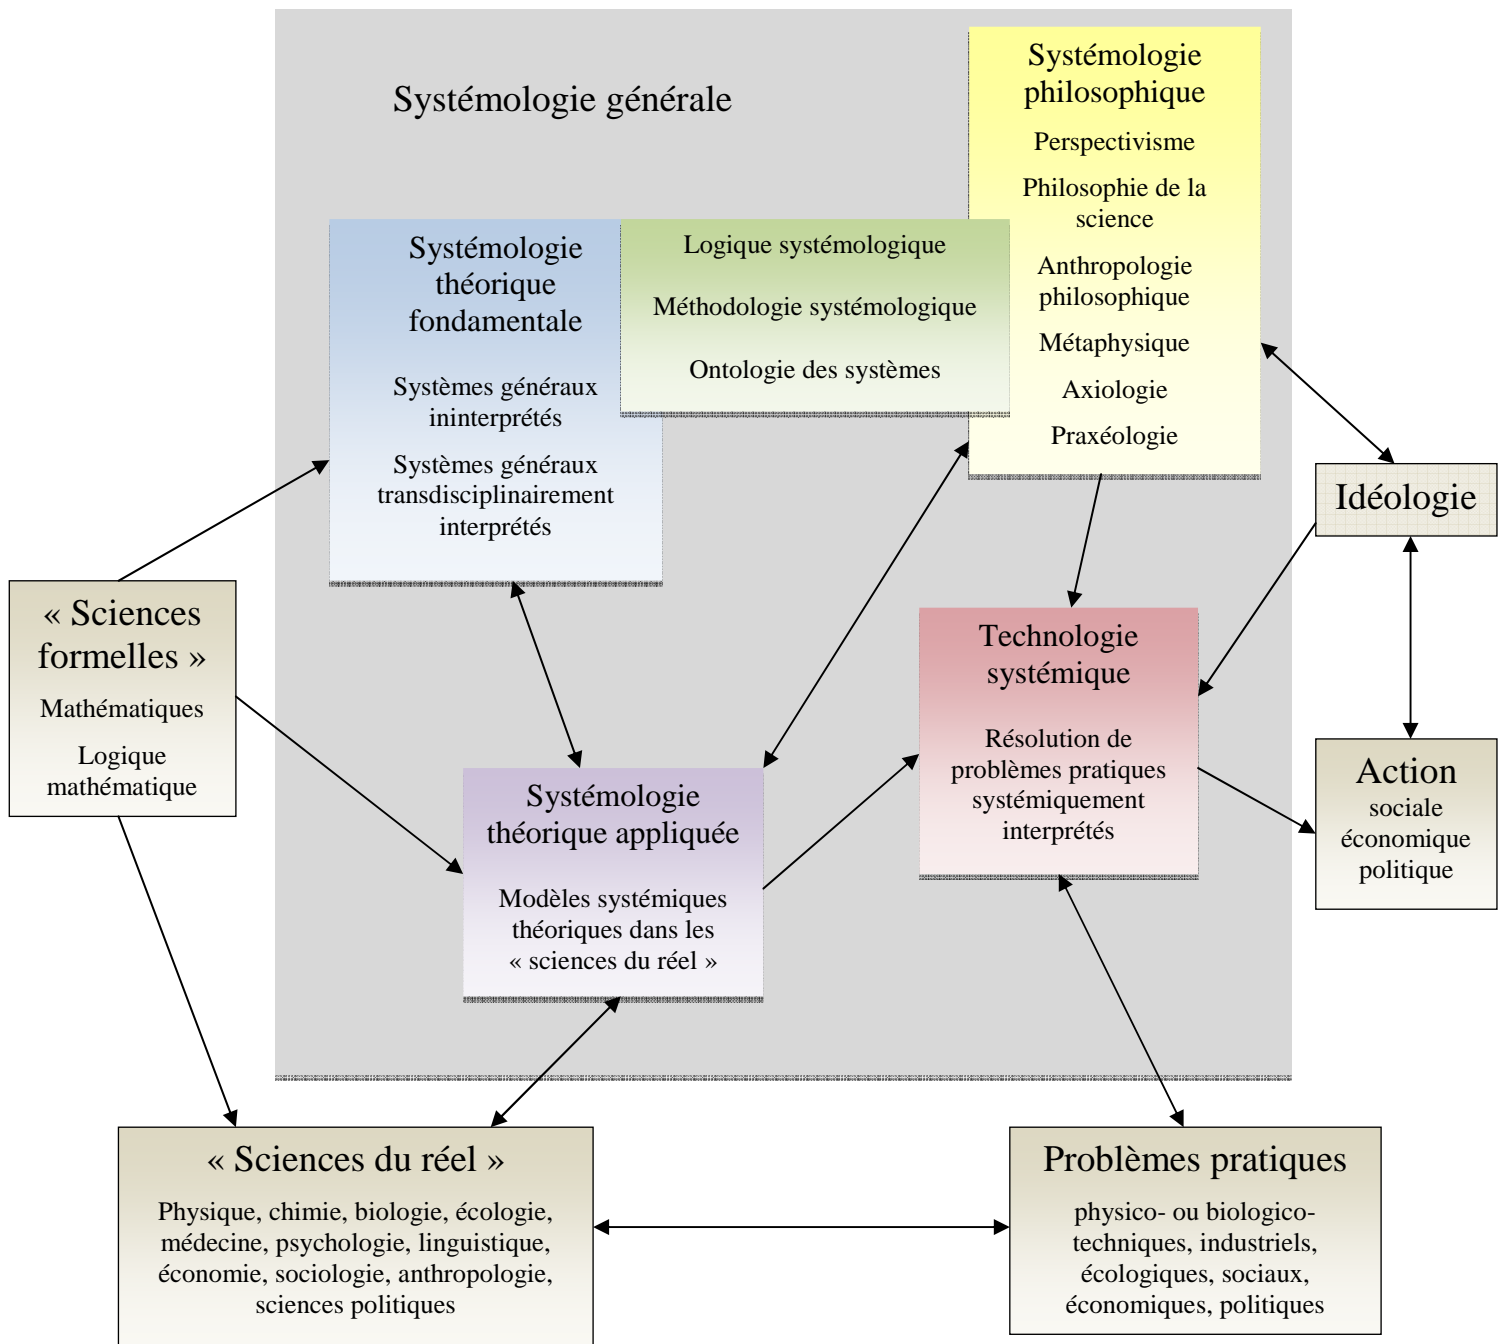 Systémologie générale
Systémologie
philosophique
Perspectivisme
Philosophie de la
science
Anthropologie
philosophique
Métaphysique
Axiologie
Praxéologie
Systémologie
théorique
fondamentale
Systèmes généraux
ininterprétés
Systèmes généraux
transdisciplinairement
interprétés
Logique systémologique
Méthodologie systémologique
Ontologie des systèmes
Idéologie
« Sciences
formelles »
Mathématiques
Logique
mathématique
Technologie
systémique
Résolution de
problèmes pratiques
systémiquement
interprétés
Action
sociale
économique
politique
Systémologie
théorique appliquée
Modèles systémiques
théoriques dans les
« sciences du réel »
« Sciences du réel »
Physique, chimie, biologie, écologie,
médecine, psychologie, linguistique,
économie, sociologie, anthropologie,
sciences politiques
Problèmes pratiques
physico- ou biologico-
techniques, industriels,
écologiques, sociaux,
économiques, politiques